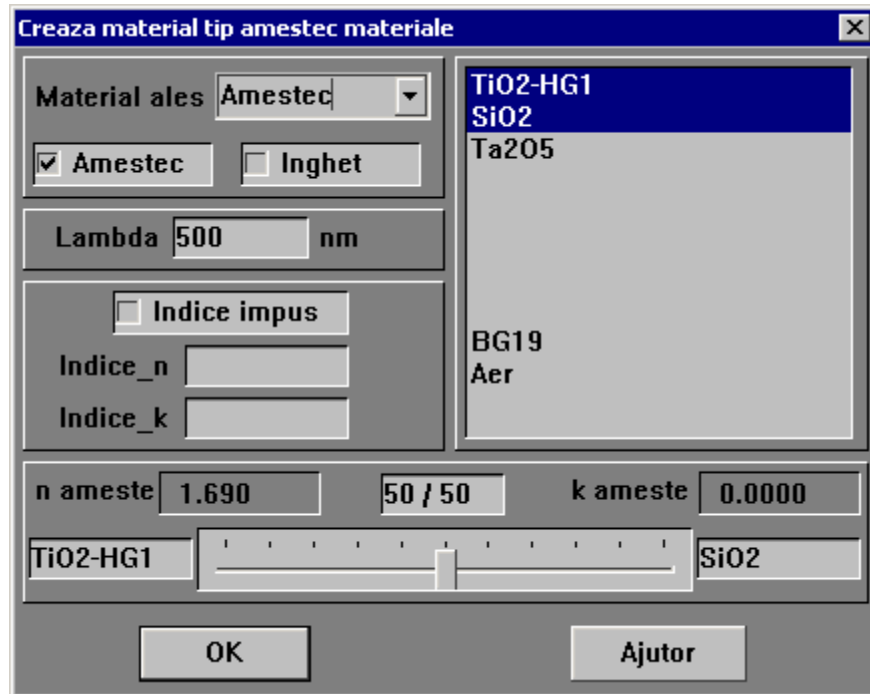 Creaza material tip amestec materiale
Material ales Amestec
Amestec Inghet
Lambda 500 nm
Indice impus
Indice_n
Indice_k
TiO2-HG1
SiO2
Ta2O5
BG19
Aer
n ameste 1.690 50 / 50 k ameste 0.0000
TiO2-HG1 SiO2
OK Ajutor